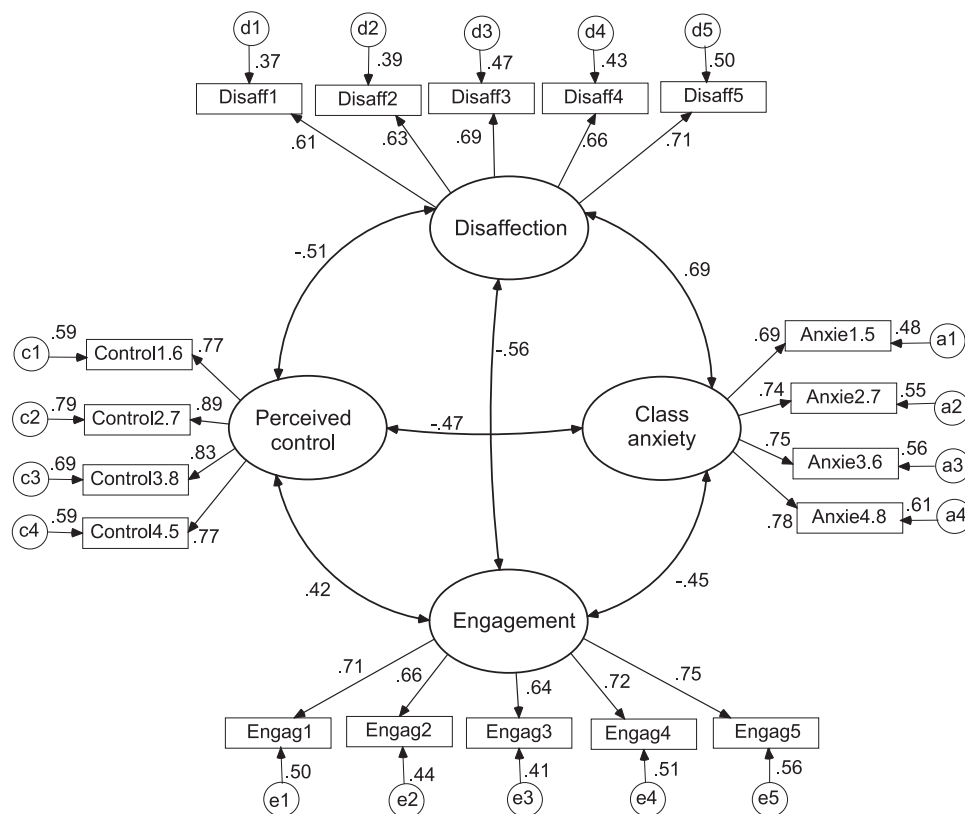 d1 d2 d3 d4 d5
.37 .39 .47 .43 .50
Disaff1 Disaff2 Disaff3 Disaff4 Disaff5
.61 .63 .69 .66 .71
Disaffection
-.51 .69
-.56
c1 .59 Control1.6 .77
c2 .79 Control2.7 .89
c3 .69 Control3.8 .83
c4 .59 Control4.5 .77
Perceived
control
-.47
Class
anxiety
.69 Anxie1.5 .48 a1
.74 Anxie2.7 .55 a2
.75 Anxie3.6 .56 a3
.78 Anxie4.8 .61 a4
.42 -.45
Engagement
.71 .66 .64 .72 .75
Engag1 Engag2 Engag3 Engag4 Engag5
.50 .44 .41 .51 .56
e1 e2 e3 e4 e5